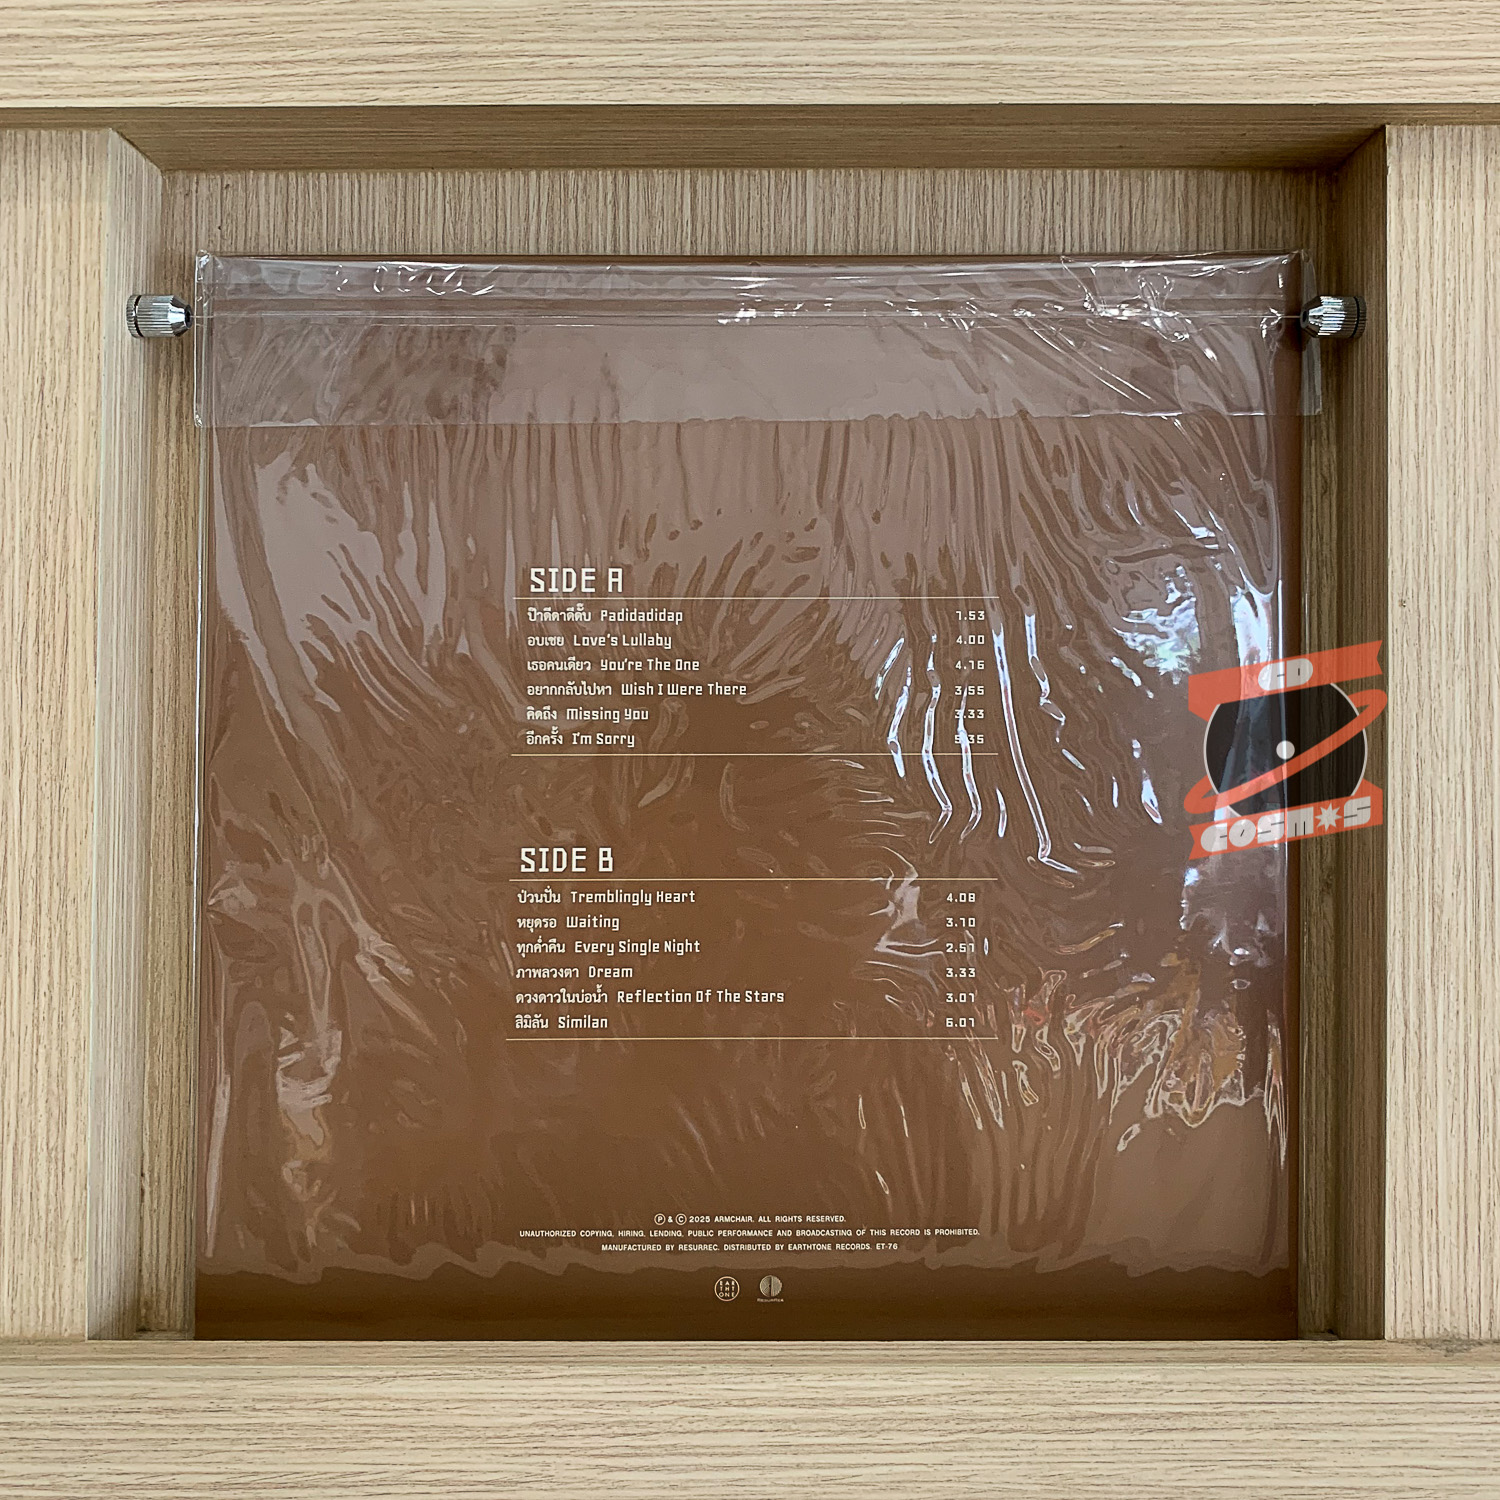 SIDE A
ป๊าดีดาดีดั๊บ Padidadidap 1.53
อบเชย Love's Lullaby 4.00
เธอคนเดียว You're The One 4.16
อยากกลับไปหา Wish I Were There 3.55
คิดถึง Missing You 3.33
อีกครั้ง I'm Sorry 5.35
SIDE B
ป่วนปั่น Tremblingly Heart 4.08
หยุดรอ Waiting 3.10
ทุกค่ำคืน Every Single Night 2.51
ภาพลวงตา Dream 3.33
ดวงดาวในบ่อน้ำ Reflection Of The Stars 3.01
สิมิลัน Similan 6.01
Ⓟ & © 2025 ARMCHAIR. ALL RIGHTS RESERVED.
UNAUTHORIZED COPYING, HIRING, LENDING, PUBLIC PERFORMANCE AND BROADCASTING OF THIS RECORD IS PROHIBITED.
MANUFACTURED BY RESURREC. DISTRIBUTED BY EARTHTONE RECORDS. ET-76
EAR
THT
ONE
CD
COSMOS